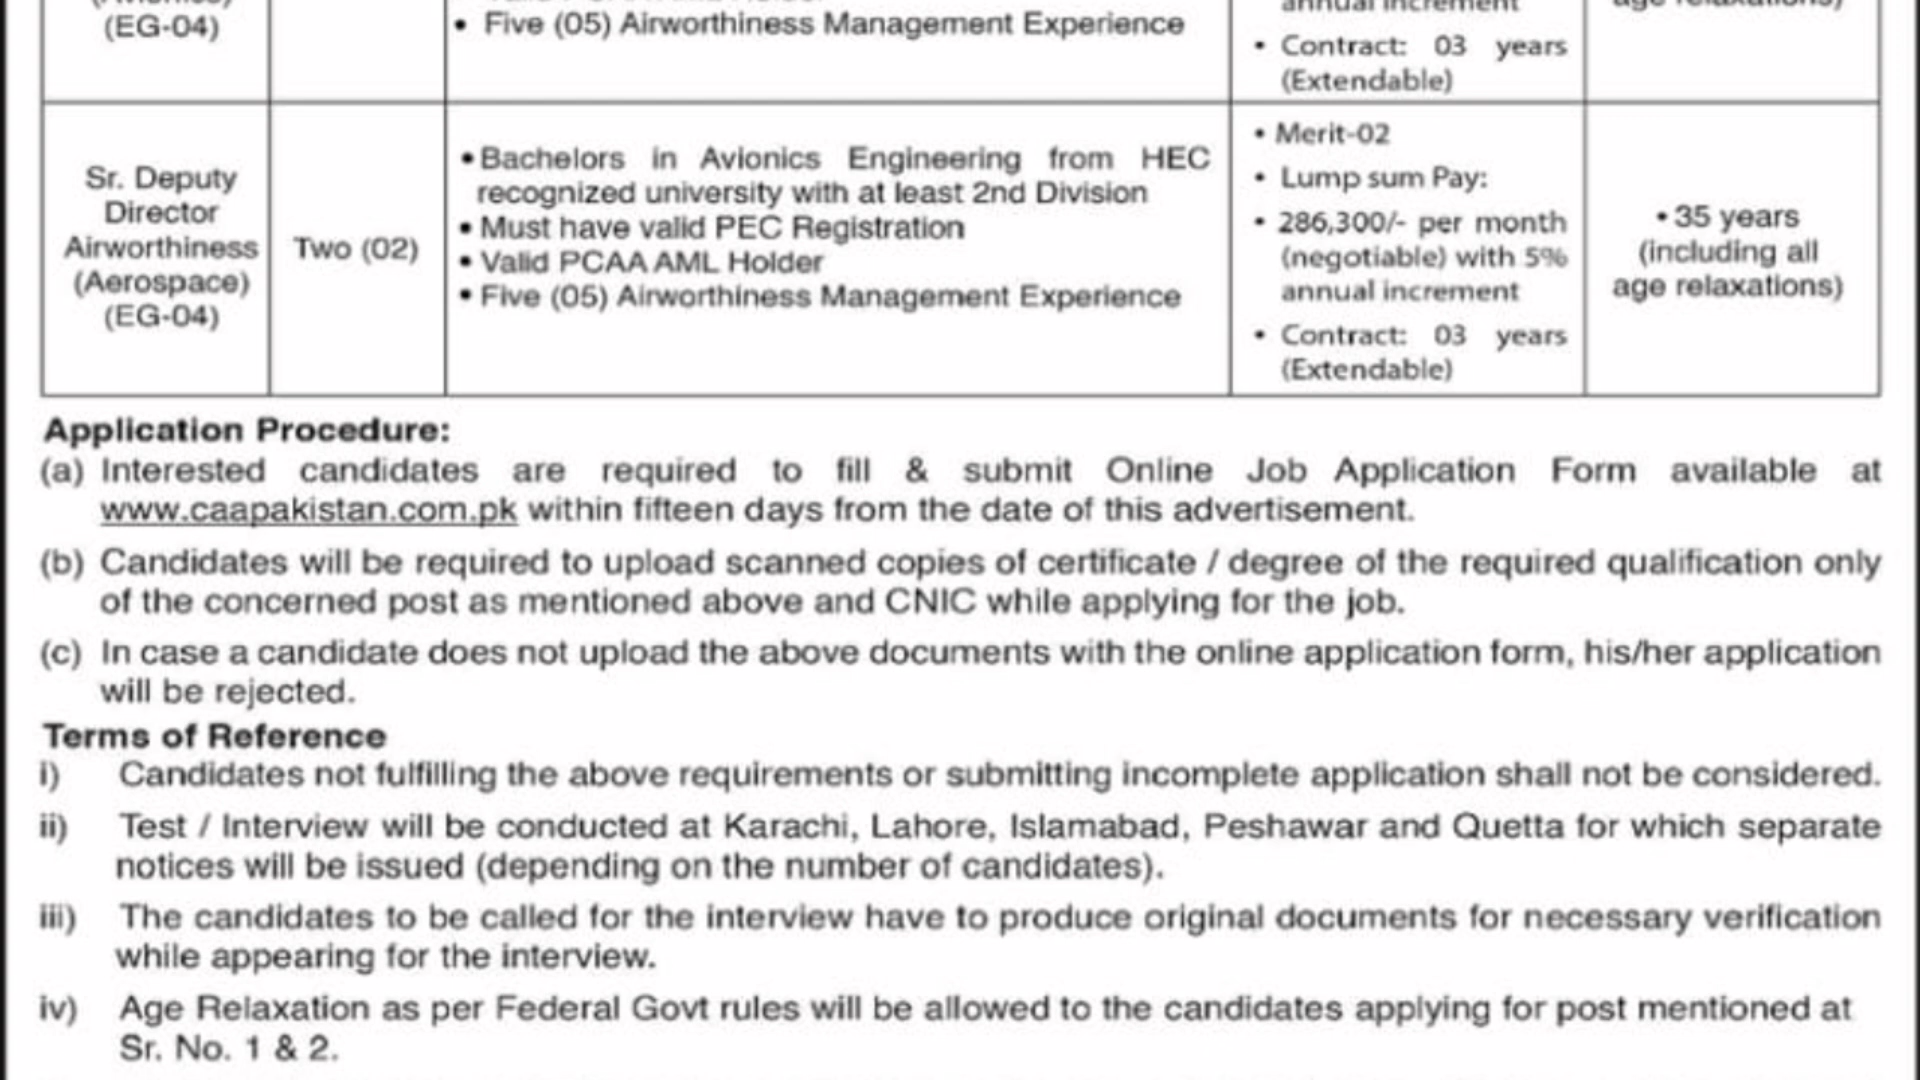 (EG-04)
• Five (05) Airworthiness Management Experience
annual increment
• Contract: 03 years
(Extendable)
age relaxations)
Sr. Deputy
Director
Airworthiness
(Aerospace)
(EG-04)
Two (02)
• Bachelors in Avionics Engineering from HEC
recognized university with at least 2nd Division
• Must have valid PEC Registration
• Valid PCAA AML Holder
• Five (05) Airworthiness Management Experience
• Merit-02
• Lump sum Pay:
• 286,300/- per month
(negotiable) with 5%
annual increment
• Contract: 03 years
(Extendable)
• 35 years
(including all
age relaxations)
Application Procedure:
(a) Interested candidates are required to fill & submit Online Job Application Form available at
www.caapakistan.com.pk within fifteen days from the date of this advertisement.
(b) Candidates will be required to upload scanned copies of certificate / degree of the required qualification only
of the concerned post as mentioned above and CNIC while applying for the job.
(c) In case a candidate does not upload the above documents with the online application form, his/her application
will be rejected.
Terms of Reference
i) Candidates not fulfilling the above requirements or submitting incomplete application shall not be considered.
ii) Test / Interview will be conducted at Karachi, Lahore, Islamabad, Peshawar and Quetta for which separate
notices will be issued (depending on the number of candidates).
iii) The candidates to be called for the interview have to produce original documents for necessary verification
while appearing for the interview.
iv) Age Relaxation as per Federal Govt rules will be allowed to the candidates applying for post mentioned at
Sr. No. 1 & 2.